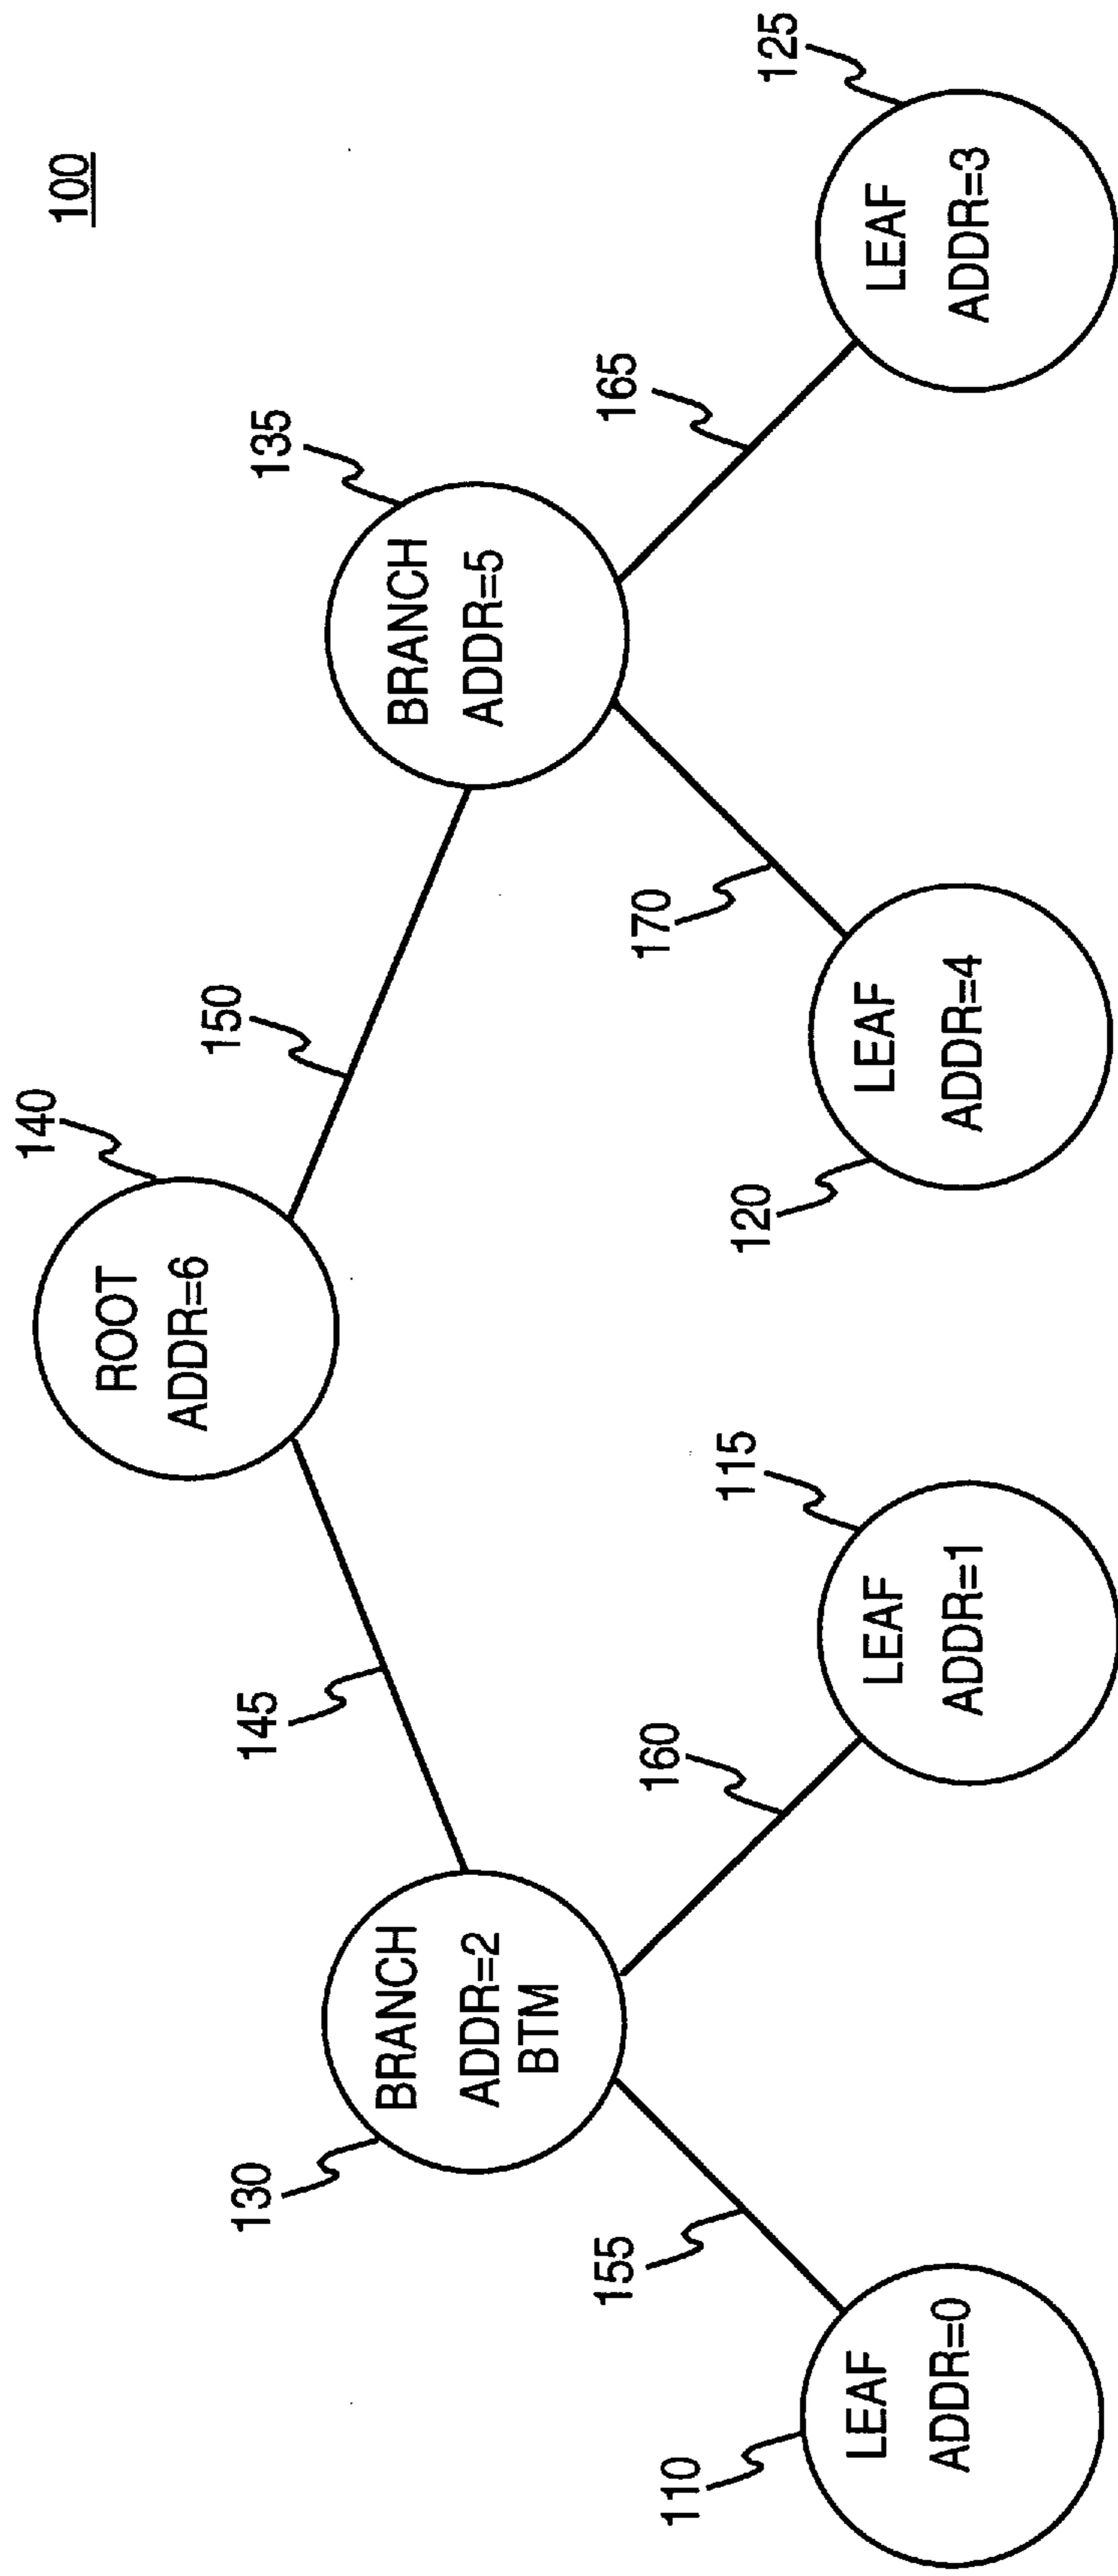 100
140
ROOT
ADDR=6
145
150
130
BRANCH
ADDR=2
BTM
135
BRANCH
ADDR=5
155
160
170
165
110
LEAF
ADDR=0
115
LEAF
ADDR=1
120
LEAF
ADDR=4
125
LEAF
ADDR=3